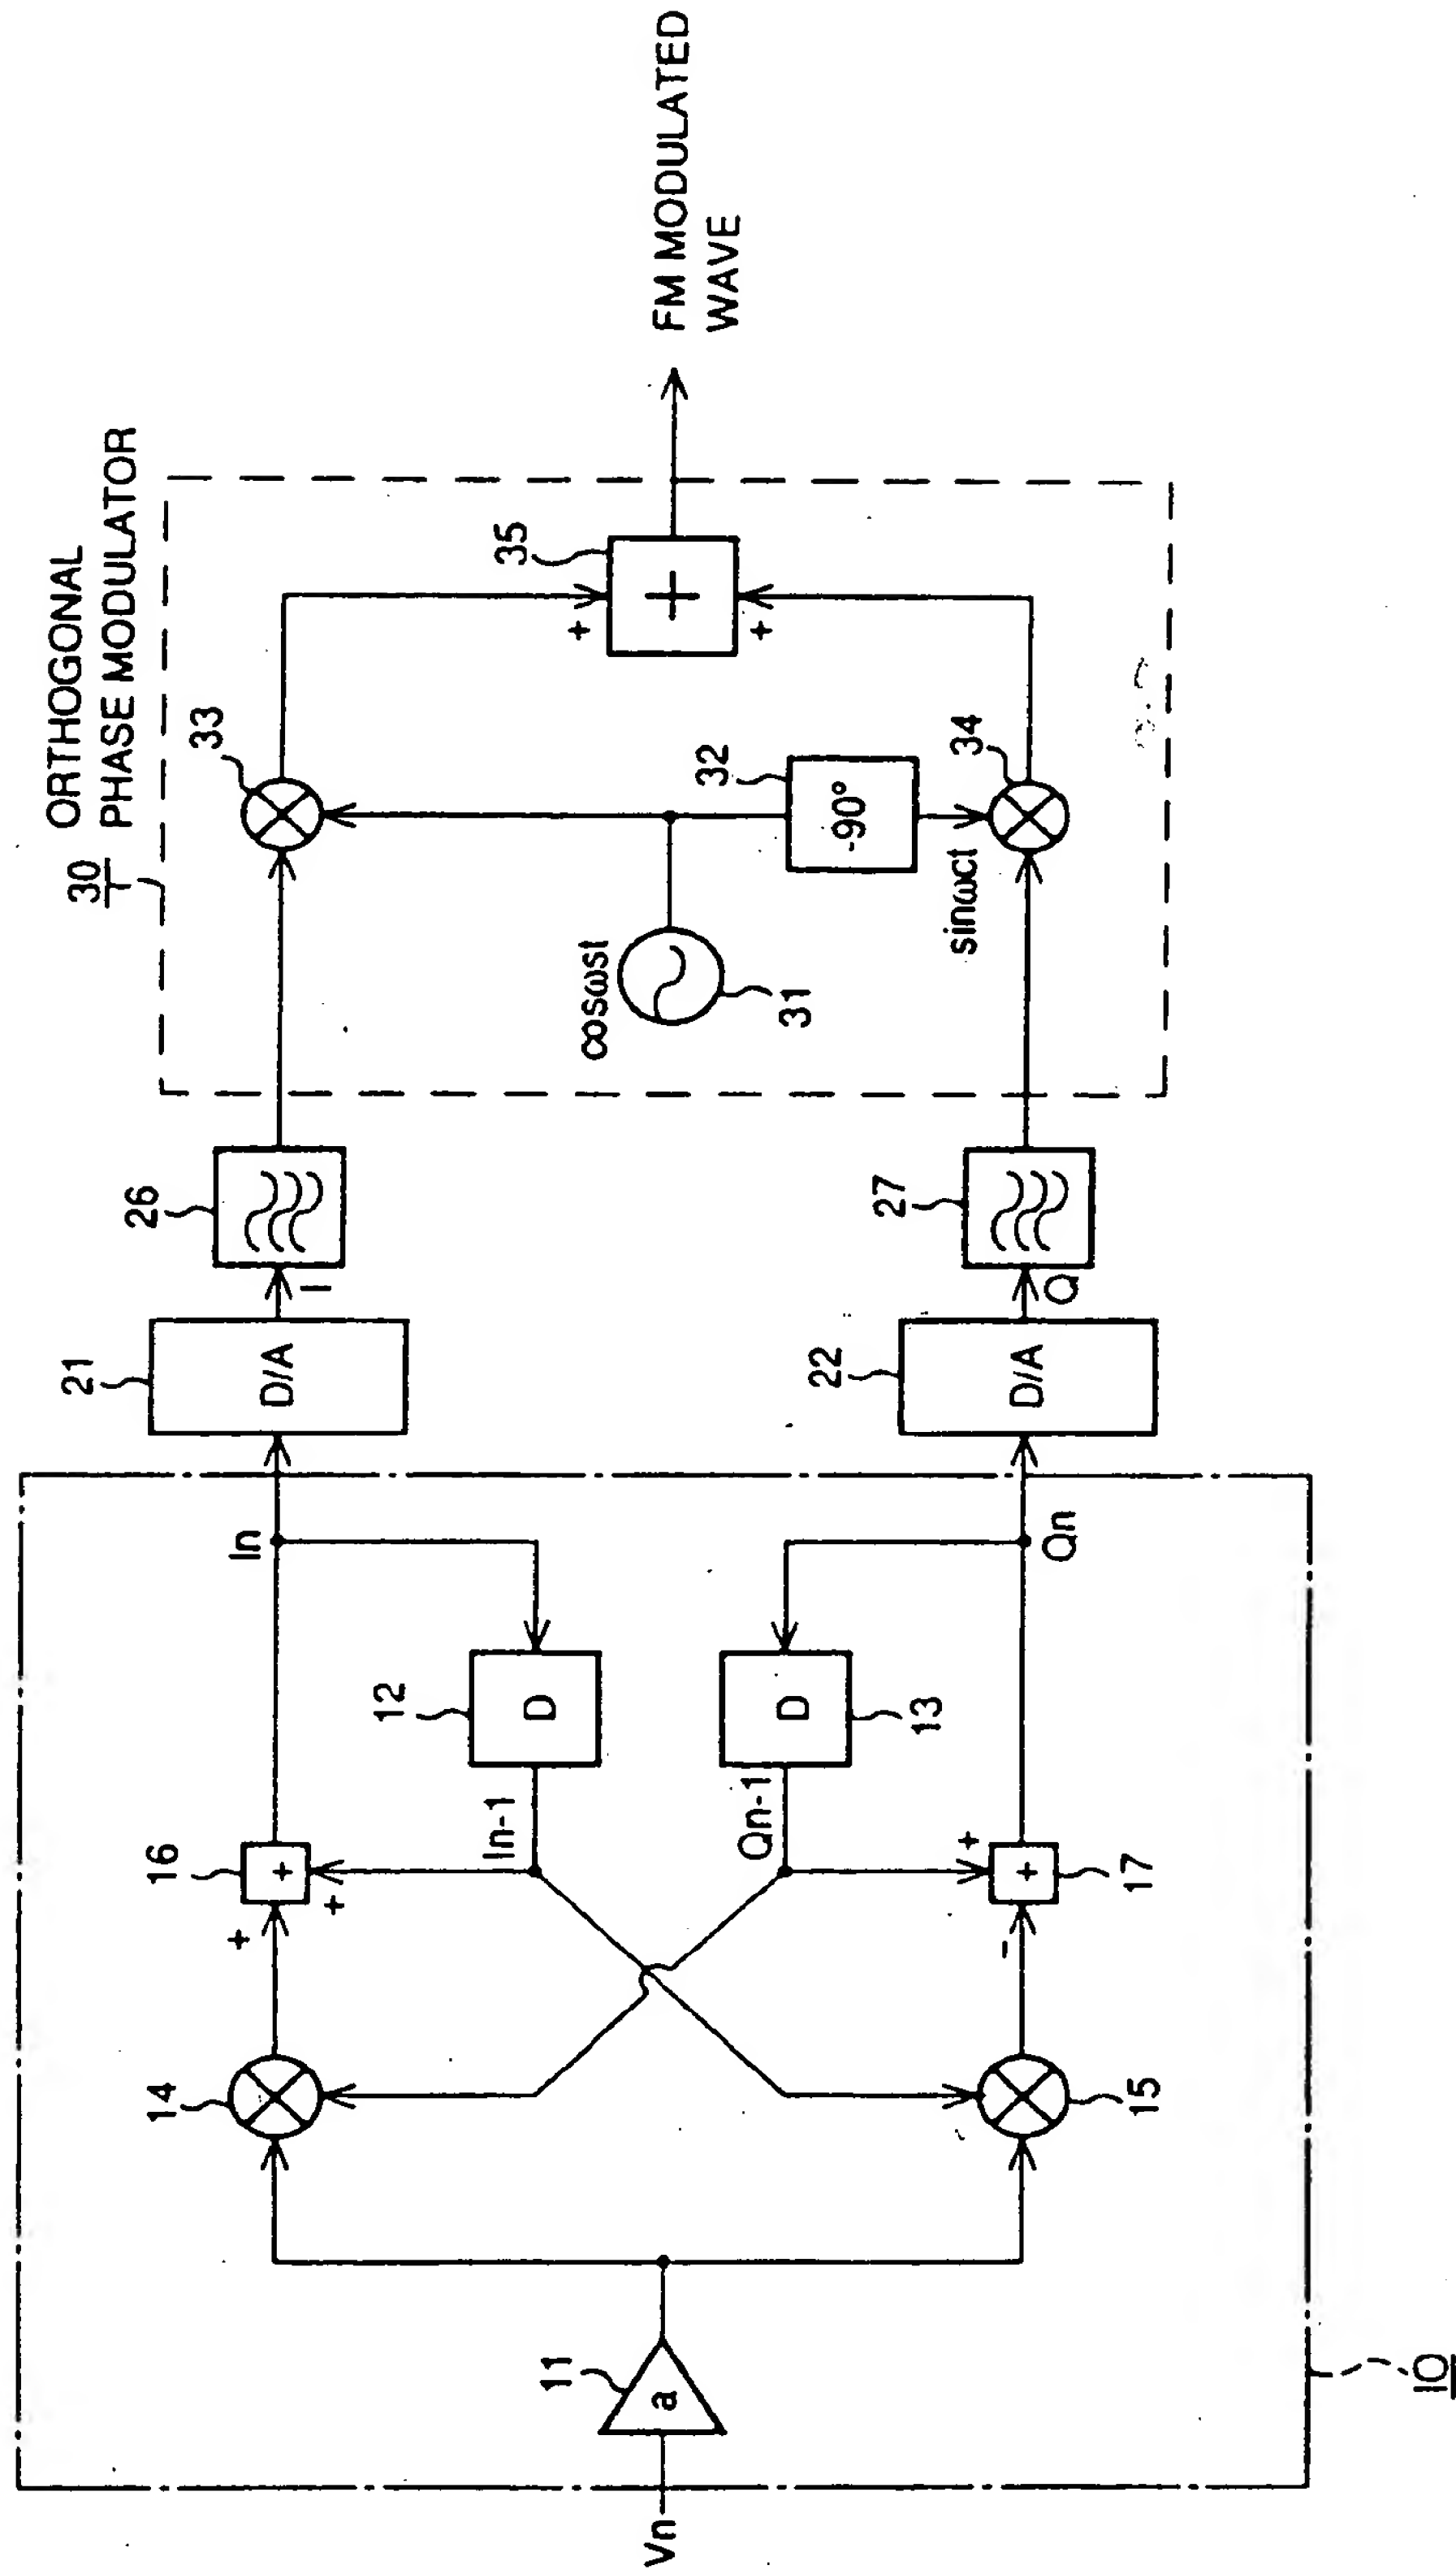 ORTHOGONAL
PHASE MODULATOR
30
FM MODULATED
WAVE
Vn
a
11
10
14
15
16
17
+
+
+
+
+
-
In-1
Qn-1
12
D
13
D
In
Qn
21
D/A
22
D/A
I
Q
26
27
cosωst
31
32
-90°
sinωct
33
34
35
+
+
+